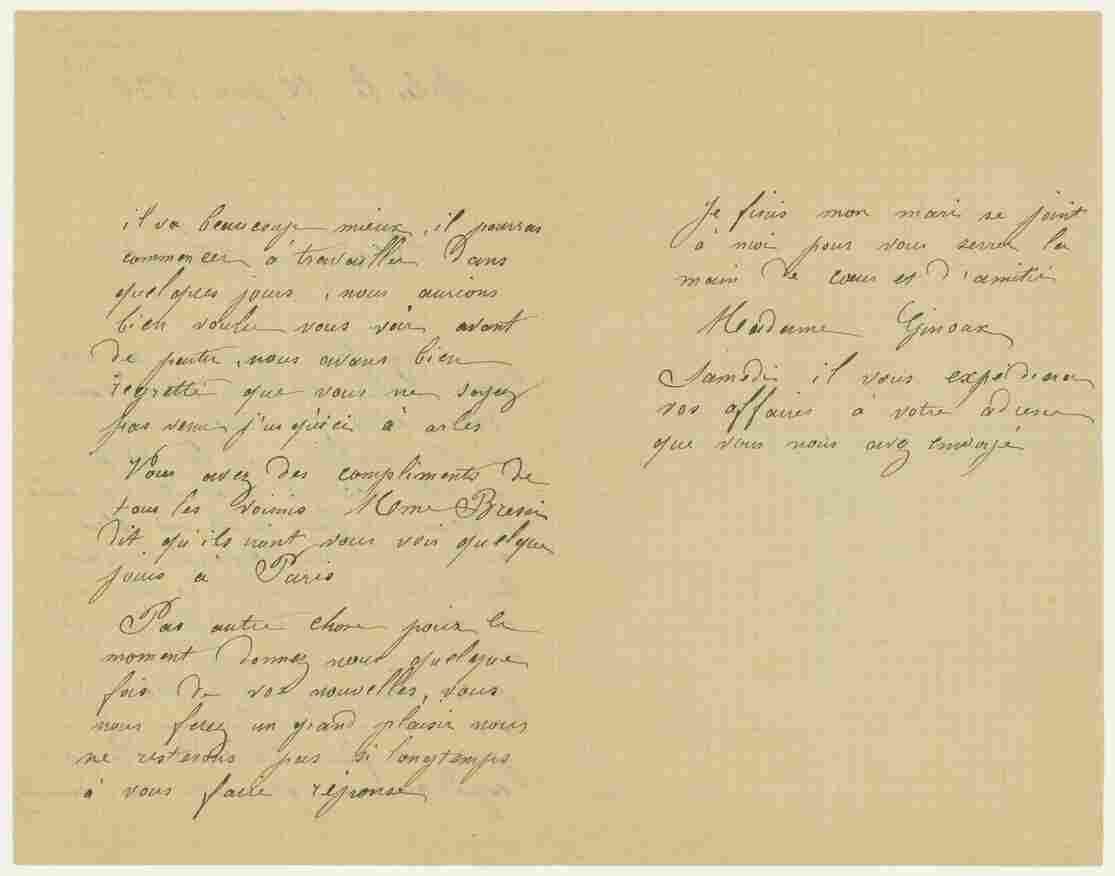 il va beaucoup mieux, il pourras
commencer à travailler Dans
quelques jours, nous aurions
bien voulu vous voir avant
de partir, nous avons bien
regretté que vous ne soyez
pas venu j'usqu'ici à arles
Vous avez des compliments de
tous les voisins Mme
dit qu'ils iront vous voir quelque
jours à Paris
Pas autre chose pour le
moment donnez nous quelque
fois de vos nouvelles, vous
nous ferez un grand plaisir nous
ne resterons pas si longtemps
à vous faire réponse
Je finis mon mari se joint
à moi pour vous serrer la
main de cœur et d'amitié
Madame Ginoux
Samedi il vous expédiera
vos affaires à votre adresse
que vous nous avez envoyé